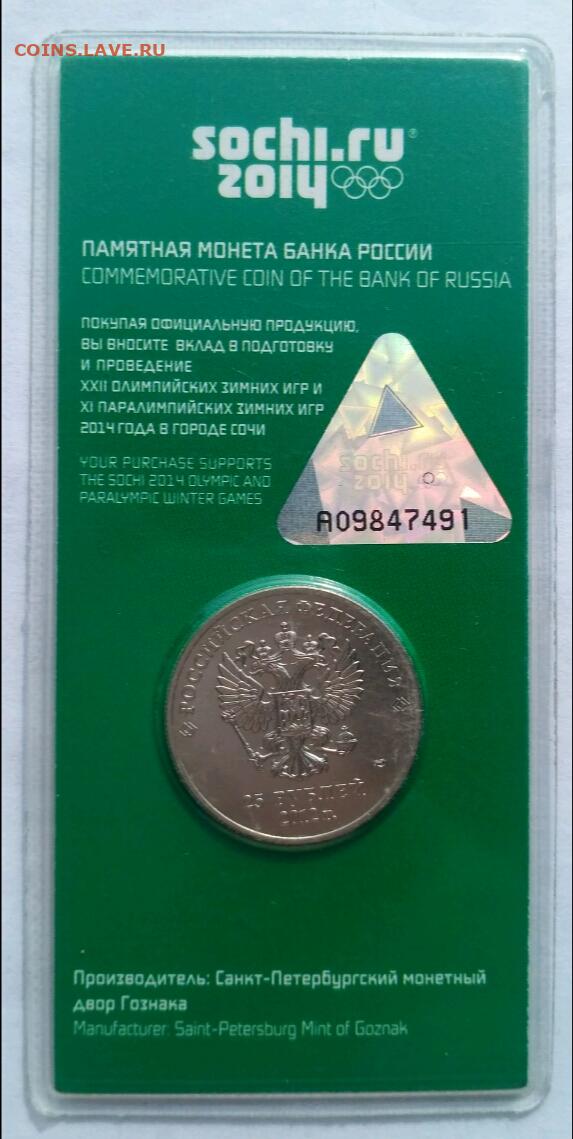 COINS.LAVE.RU
sochi.ru®
2014
ПАМЯТНАЯ МОНЕТА БАНКА РОССИИ
COMMEMORATIVE COIN OF THE BANK OF RUSSIA
ПОКУПАЯ ОФИЦИАЛЬНУЮ ПРОДУКЦИЮ,
ВЫ ВНОСИТЕ ВКЛАД В ПОДГОТОВКУ
И ПРОВЕДЕНИЕ
XXII ОЛИМПИЙСКИХ ЗИМНИХ ИГР И
XI ПАРАЛИМПИЙСКИХ ЗИМНИХ ИГР
2014 ГОДА В ГОРОДЕ СОЧИ
YOUR PURCHASE SUPPORTS
THE SOCHI 2014 OLYMPIC AND
PARALYMPIC WINTER GAMES
sochi
2014
A09847491
РОССИЙСКАЯ ФЕДЕРАЦИЯ
25 РУБЛЕЙ
2012 г.
Производитель: Санкт-Петербургский монетный
двор Гознака
Manufacturer: Saint-Petersburg Mint of Goznak